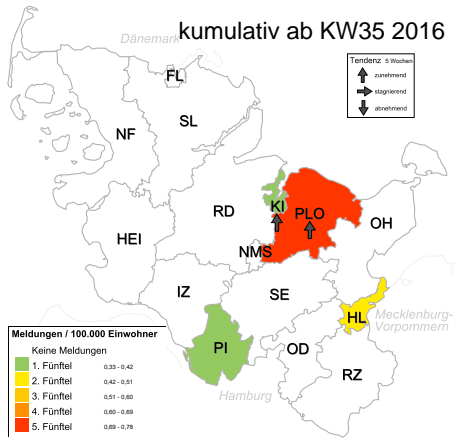 kumulativ ab KW35 2016
Dänemark
Tendenz 5 Wochen
zunehmend
stagnierend
abnehmend
FL
SL
NF
KI
PLO
RD
OH
HEI
NMS
IZ
SE
HL
Mecklenburg-
Vorpommern
PI
OD
RZ
Hamburg
Meldungen / 100.000 Einwohner
Keine Meldungen
1. Fünftel 0,33 - 0,42
2. Fünftel 0,42 - 0,51
3. Fünftel 0,51 - 0,60
4. Fünftel 0,60 - 0,69
5. Fünftel 0,69 - 0,78